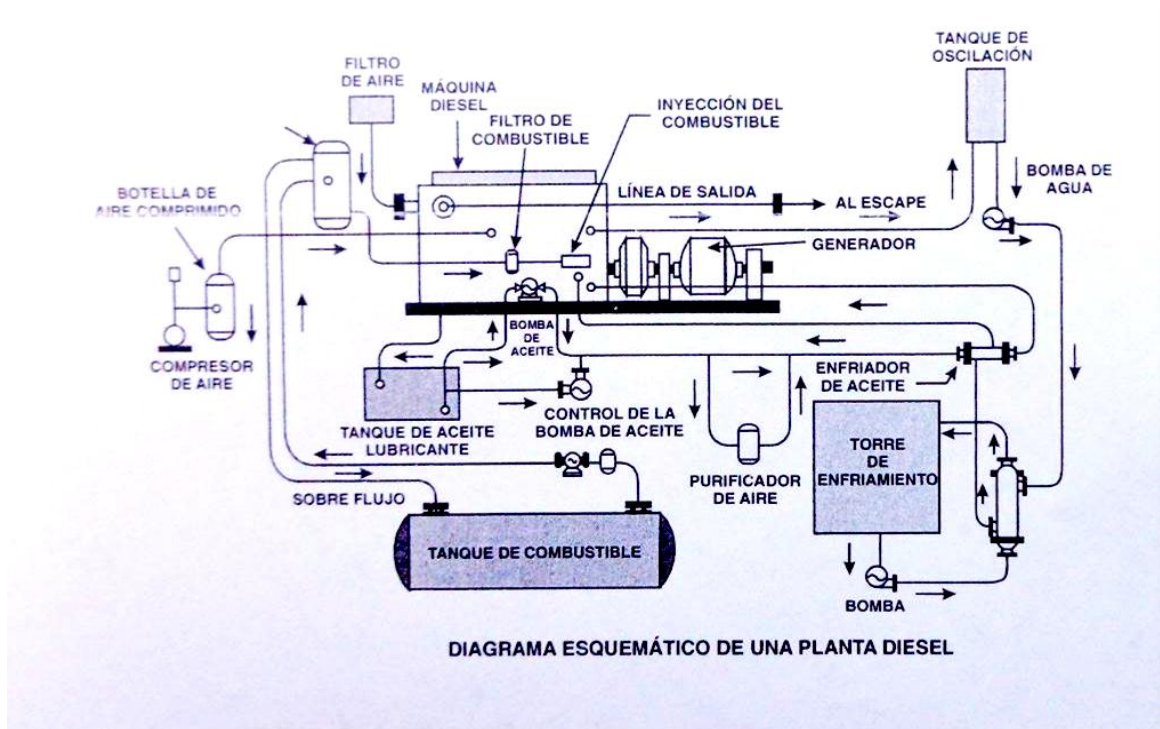 TANQUE DE
OSCILACIÓN
FILTRO
DE AIRE
MÁQUINA
DIESEL
FILTRO DE
COMBUSTIBLE
INYECCIÓN DEL
COMBUSTIBLE
BOMBA DE
AGUA
BOTELLA DE
AIRE COMPRIMIDO
LÍNEA DE SALIDA
AL ESCAPE
GENERADOR
BOMBA
DE
ACEITE
COMPRESOR
DE AIRE
ENFRIADOR
DE ACEITE
CONTROL DE LA
BOMBA DE ACEITE
TANQUE DE ACEITE
LUBRICANTE
TORRE
DE
ENFRIAMIENTO
PURIFICADOR
DE AIRE
SOBRE FLUJO
TANQUE DE COMBUSTIBLE
BOMBA
DIAGRAMA ESQUEMÁTICO DE UNA PLANTA DIESEL